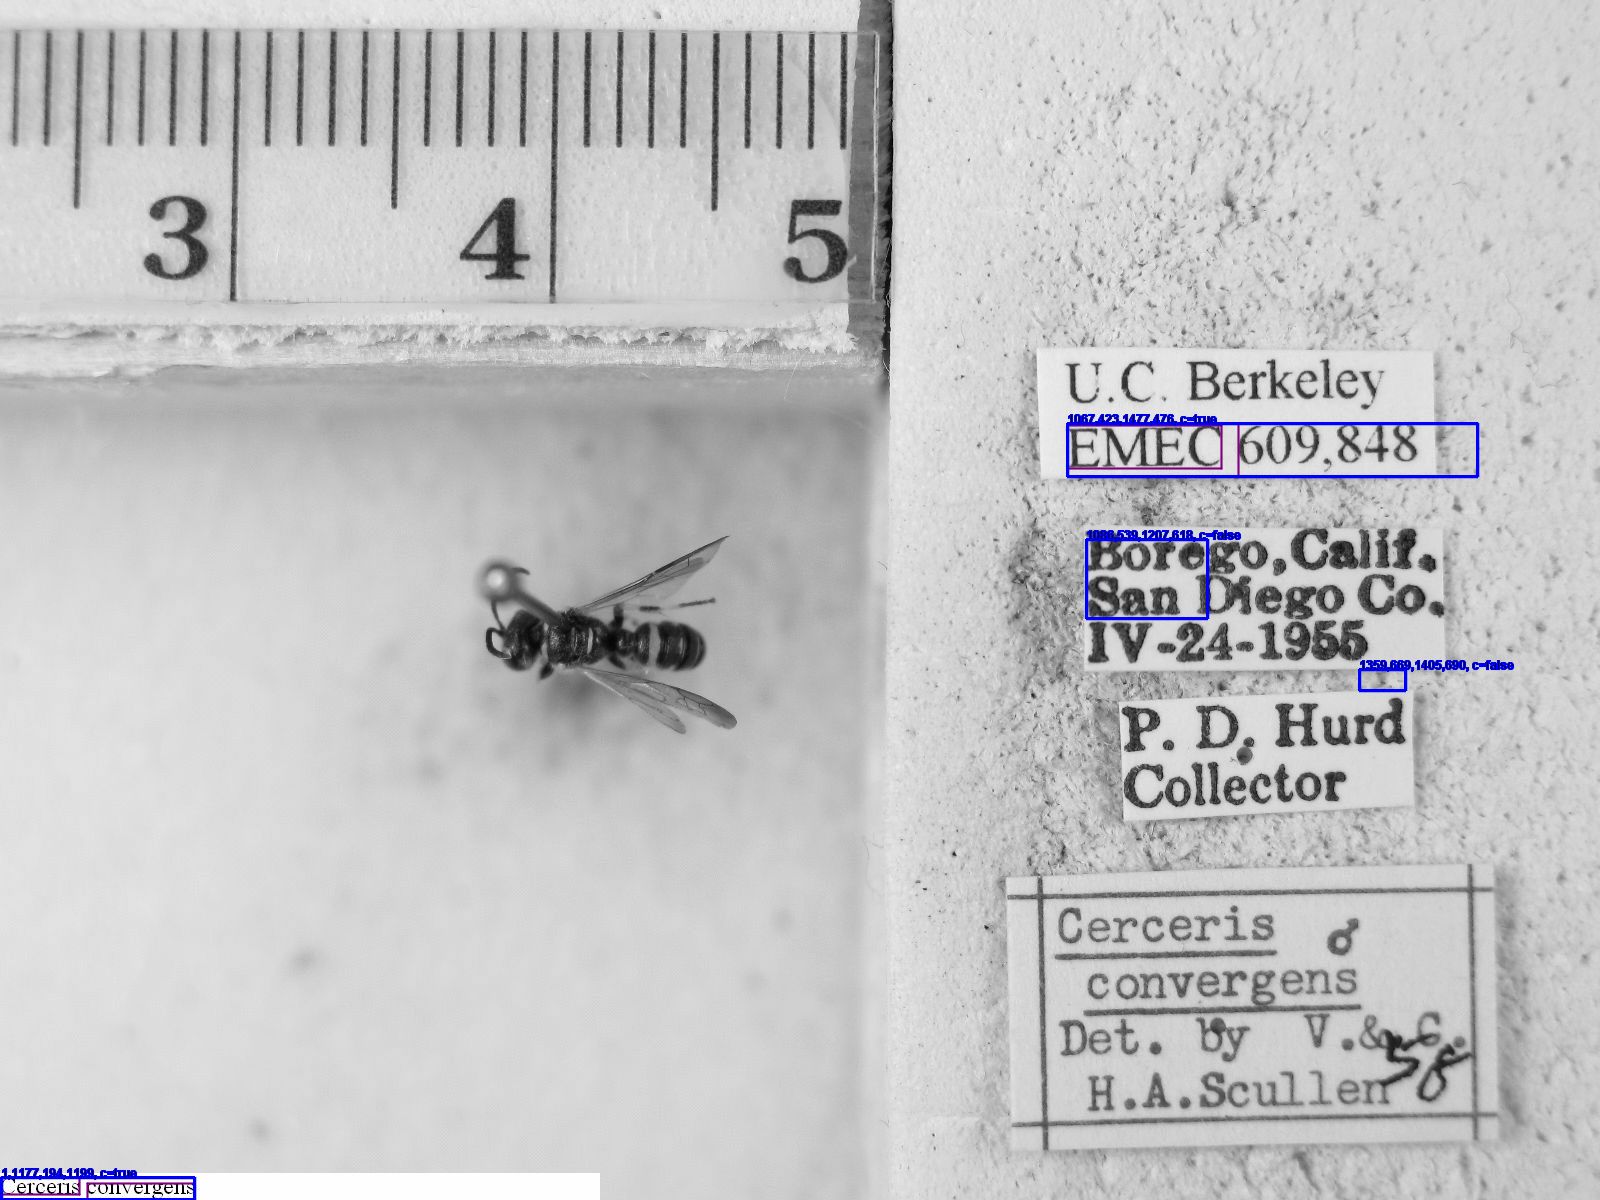 3 4 5
U.C. Berkeley
1067,423,1477,476, c=true
EMEC 609,848
1086,539,1207,618, c=false
Borego, Calif.
San Diego Co.
IV-24-1955
1359,669,1405,690, c=false
P. D. Hurd
Collector
Cerceris ♂
convergens
Det. by V.& G.
H.A.Scullen 58
1,1177,194,1199, c=true
Cerceris convergens